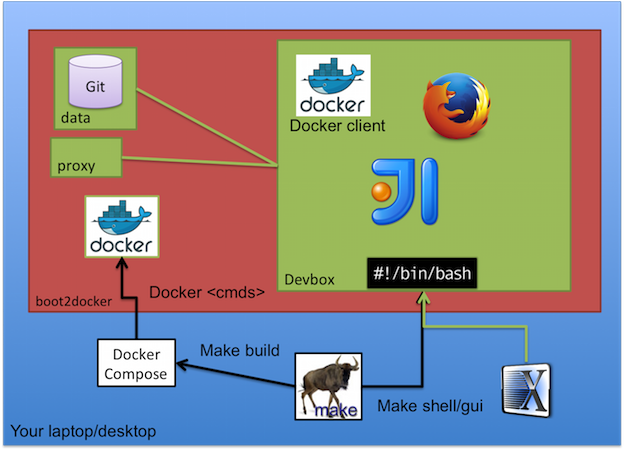 Git
data
proxy
docker
Docker client
docker
Devbox
#!/bin/bash
boot2docker
Docker <cmds>
Docker
Compose
Make build
make
Make shell/gui
X
Your laptop/desktop